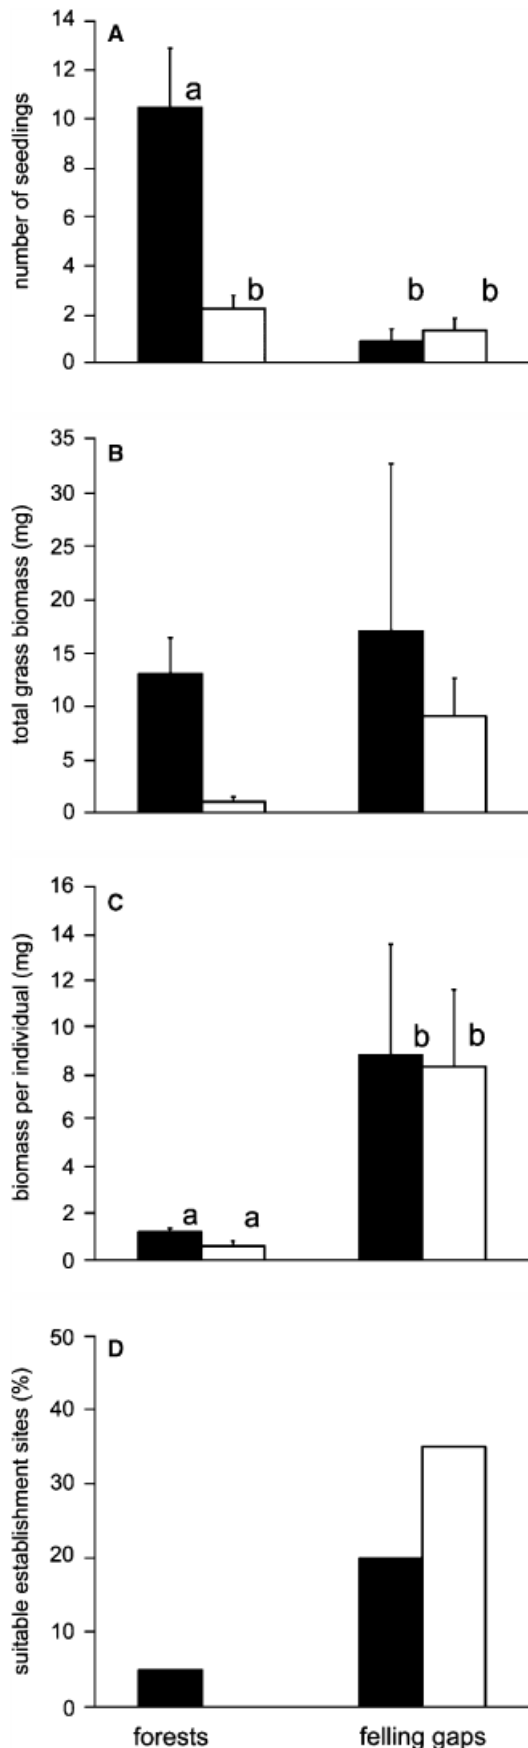 A
number of seedlings
14
12
10
8
6
4
2
0
a
b
b
b
B
total grass biomass (mg)
35
30
25
20
15
10
5
0
C
biomass per individual (mg)
16
14
12
10
8
6
4
2
0
a
a
b
b
D
suitable establishment sites (%)
50
40
30
20
10
0
forests
felling gaps